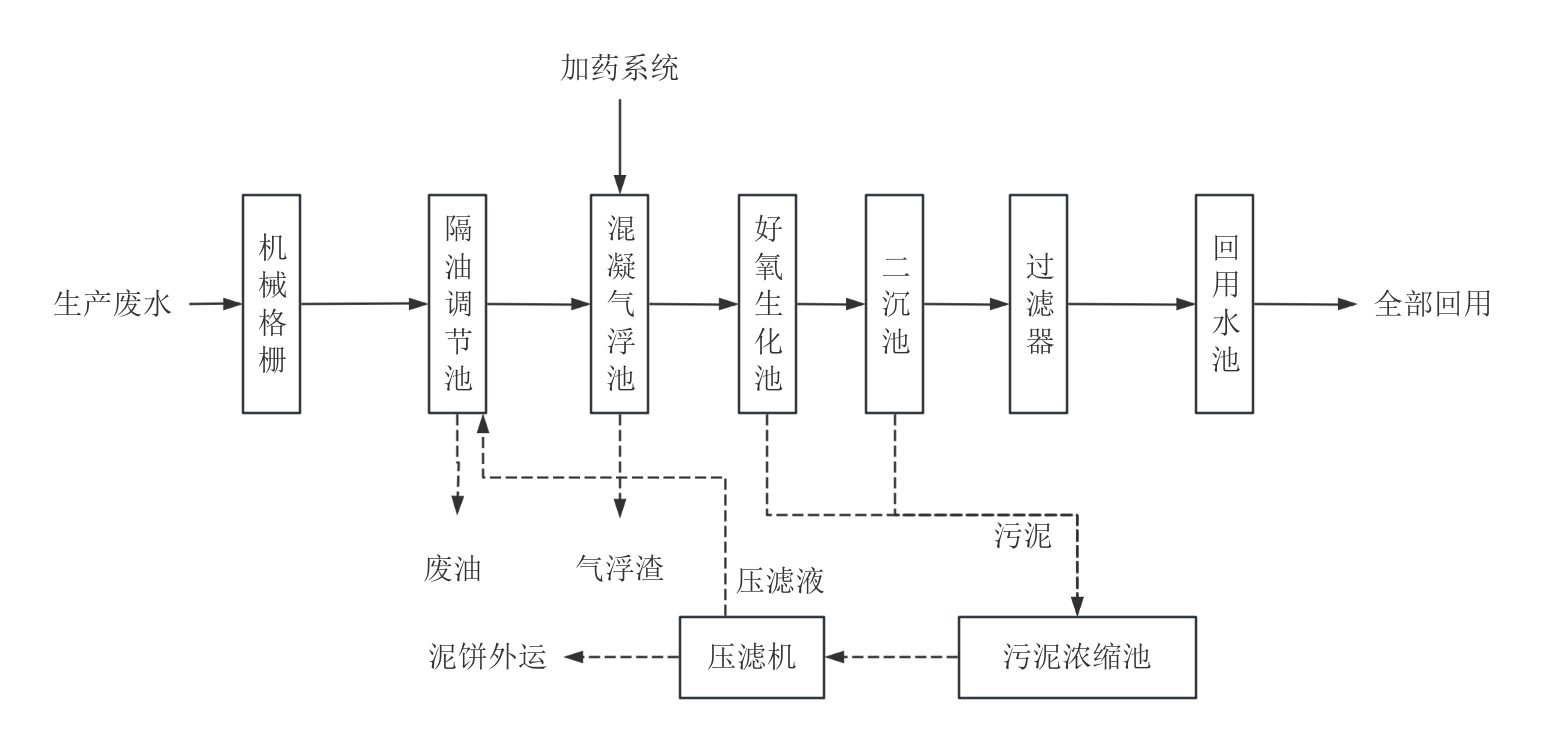 加药系统
生产废水
机械格栅
隔油调节池
混凝气浮池
好氧生化池
二沉池
过滤器
回用水池
全部回用
污泥
废油
气浮渣
压滤液
泥饼外运
压滤机
污泥浓缩池